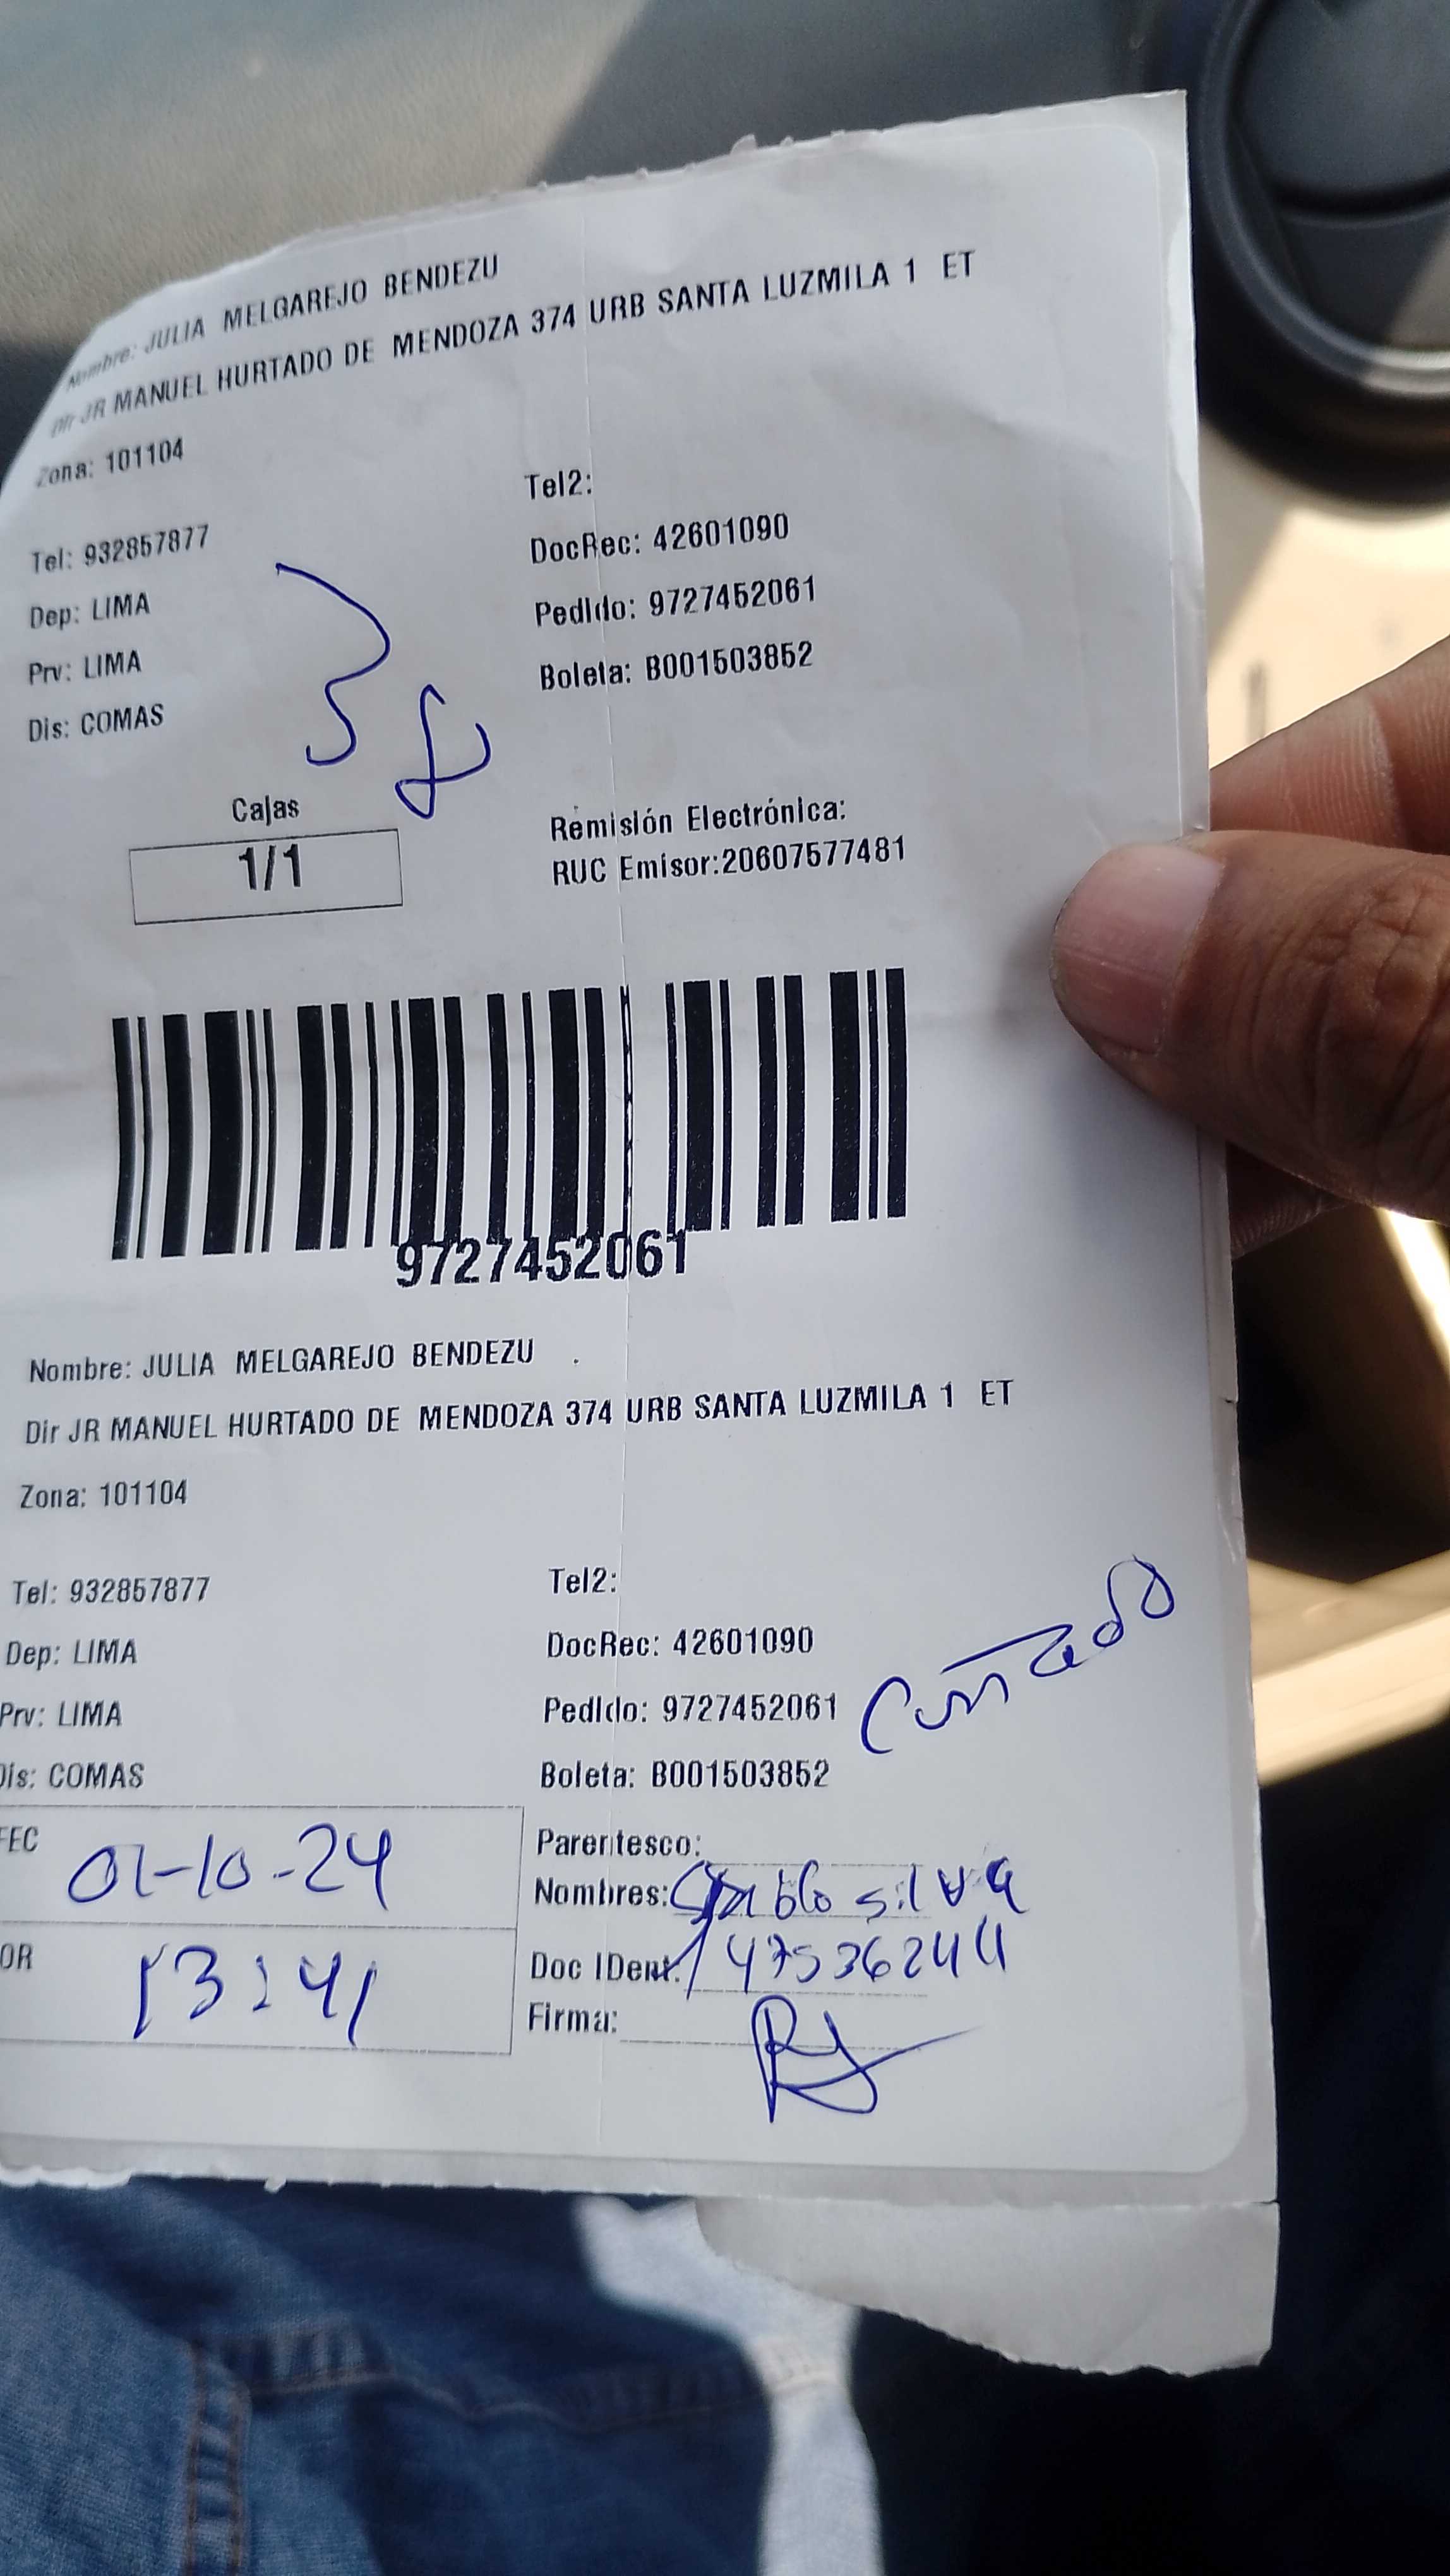 Nombre: JULIA MELGAREJO BENDEZU
Dir JR MANUEL HURTADO DE MENDOZA 374 URB SANTA LUZMILA 1 ET
Zona: 101104
Tel: 932857877
Tel2:
Dep: LIMA
DocRec: 42601090
Prv: LIMA
Pedido: 9727452061
Dis: COMAS
Boleta: B001503852
Cajas
1/1
Remisión Electrónica:
RUC Emisor:20607577481
9727452061
Nombre: JULIA MELGAREJO BENDEZU
Dir JR MANUEL HURTADO DE MENDOZA 374 URB SANTA LUZMILA 1 ET
Zona: 101104
Tel: 932857877
Tel2:
Dep: LIMA
DocRec: 42601090
Prv: LIMA
Pedido: 9727452061
Contado
Dis: COMAS
Boleta: B001503852
FEC 01-10-24
Parentesco:
Nombres: Silva
OR 13:41
Doc IDent.
Firma: